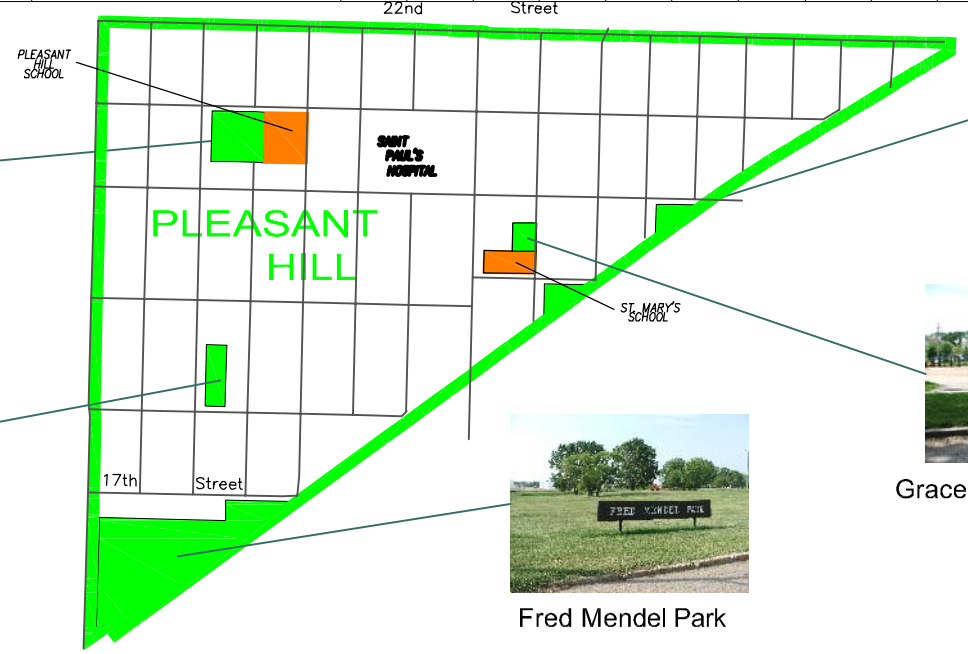 22nd Street
PLEASANT
HILL
SCHOOL
SAINT
PAUL'S
HOSPITAL
PLEASANT
HILL
ST. MARY'S
SCHOOL
17th Street
FRED MENDEL PARK
Grace
Fred Mendel Park